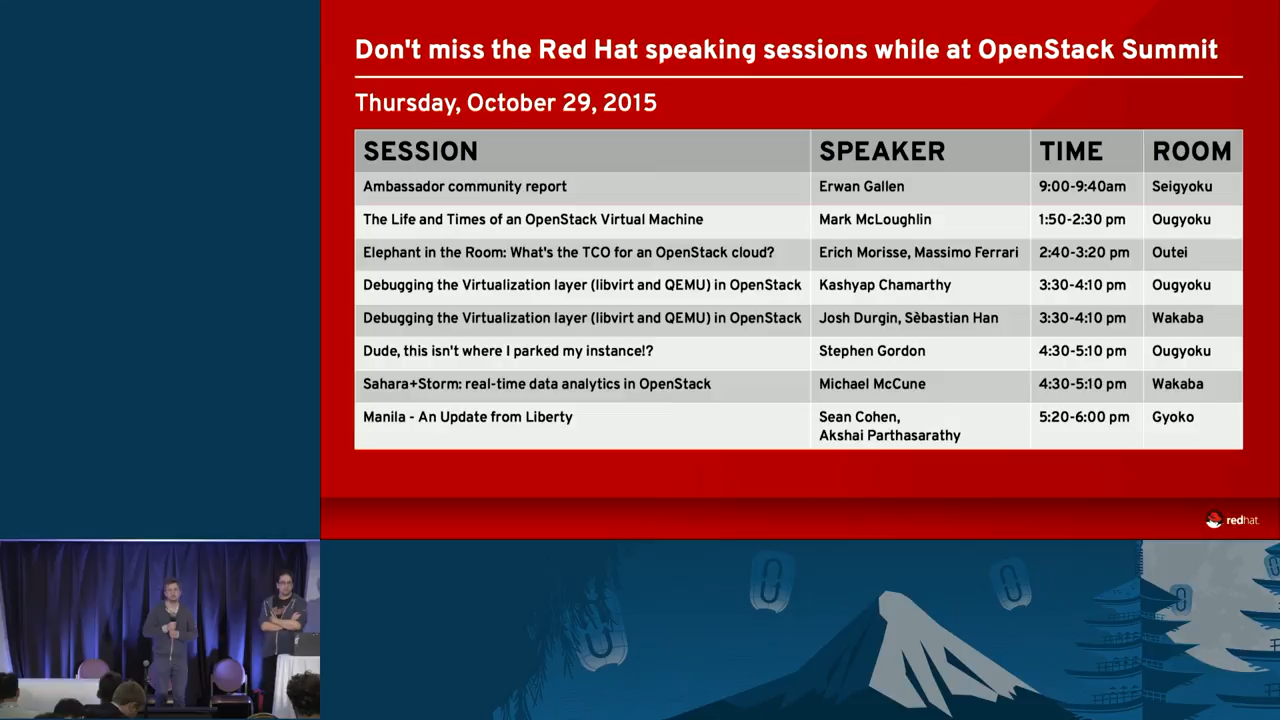 Don't miss the Red Hat speaking sessions while at OpenStack Summit
Thursday, October 29, 2015
SESSION SPEAKER TIME ROOM
Ambassador community report Erwan Gallen 9:00-9:40am Seigyoku
The Life and Times of an OpenStack Virtual Machine Mark McLoughlin 1:50-2:30 pm Ougyoku
Elephant in the Room: What's the TCO for an OpenStack cloud? Erich Morisse, Massimo Ferrari 2:40-3:20 pm Outei
Debugging the Virtualization layer (libvirt and QEMU) in OpenStack Kashyap Chamarthy 3:30-4:10 pm Ougyoku
Debugging the Virtualization layer (libvirt and QEMU) in OpenStack Josh Durgin, Sèbastian Han 3:30-4:10 pm Wakaba
Dude, this isn't where I parked my instance!? Stephen Gordon 4:30-5:10 pm Ougyoku
Sahara+Storm: real-time data analytics in OpenStack Michael McCune 4:30-5:10 pm Wakaba
Manila - An Update from Liberty Sean Cohen, 5:20-6:00 pm Gyoko
Akshai Parthasarathy
redhat.